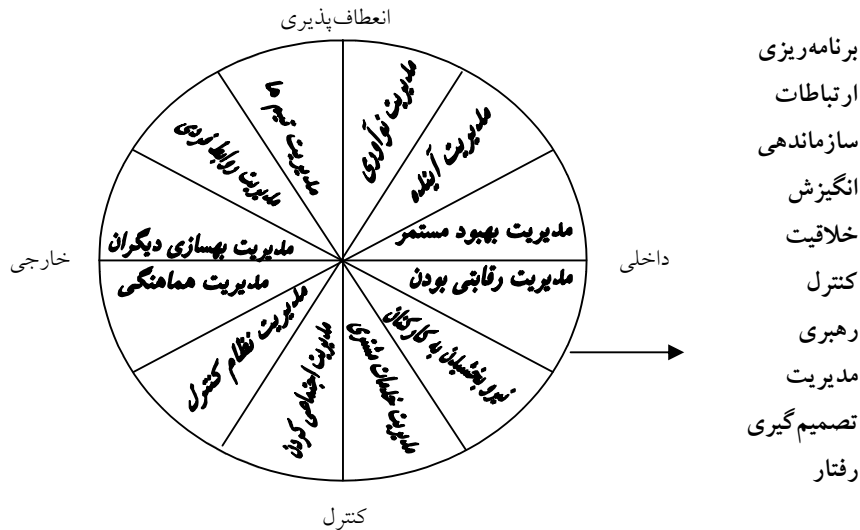 انعطاف‌پذیری
مدیریت تیم ها
مدیریت نوآوری
مدیریت روابط فردی
مدیریت آینده
مدیریت بهسازی دیگران
مدیریت بهبود مستمر
خارجی
داخلی
مدیریت هماهنگی
مدیریت رقابتی بودن
مدیریت نظام کنترل
نیرو بخشیدن به کارکنان
مدیریت اجتماعی کردن
مدیریت خدمات مشتری
کنترل
برنامه‌ریزی
ارتباطات
سازماندهی
انگیزش
خلاقیت
کنترل
رهبری
مدیریت
تصمیم‌گیری
رفتار